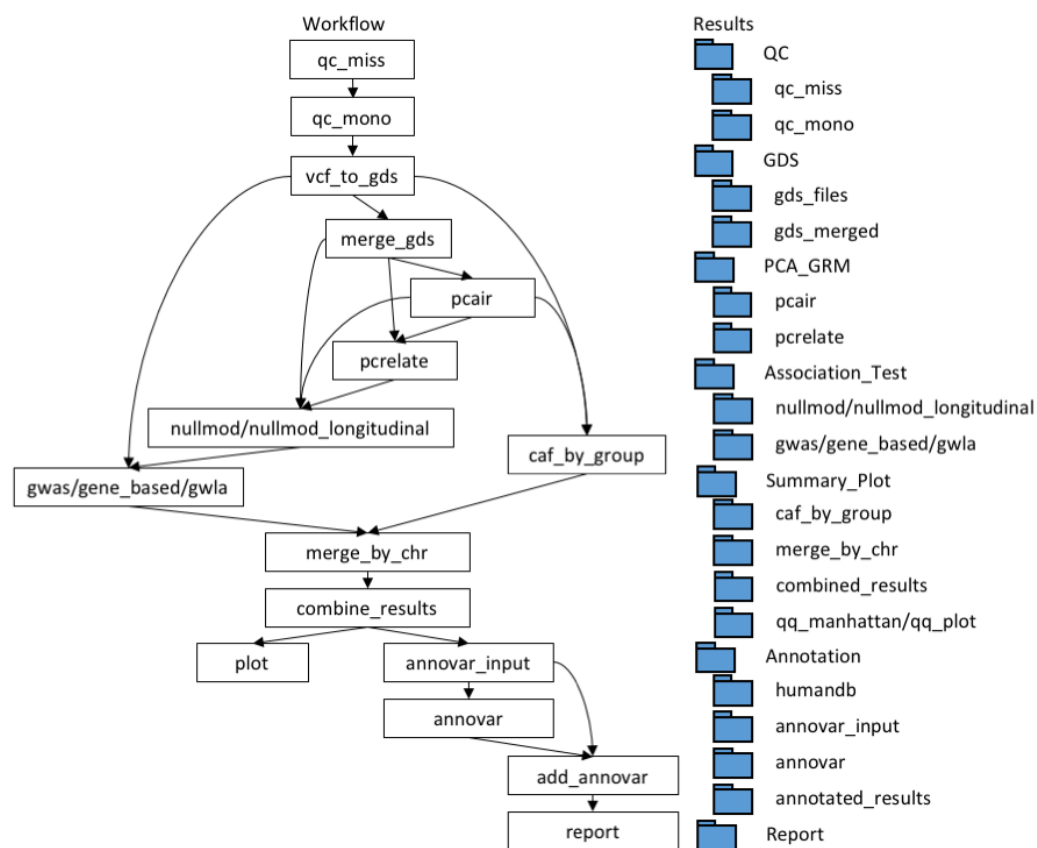 Workflow
qc_miss
qc_mono
vcf_to_gds
merge_gds
pcair
pcrelate
nullmod/nullmod_longitudinal
caf_by_group
gwas/gene_based/gwla
merge_by_chr
combine_results
plot
annovar_input
annovar
add_annovar
report
Results
QC
qc_miss
qc_mono
GDS
gds_files
gds_merged
PCA_GRM
pcair
pcrelate
Association_Test
nullmod/nullmod_longitudinal
gwas/gene_based/gwla
Summary_Plot
caf_by_group
merge_by_chr
combined_results
qq_manhattan/qq_plot
Annotation
humandb
annovar_input
annovar
annotated_results
Report